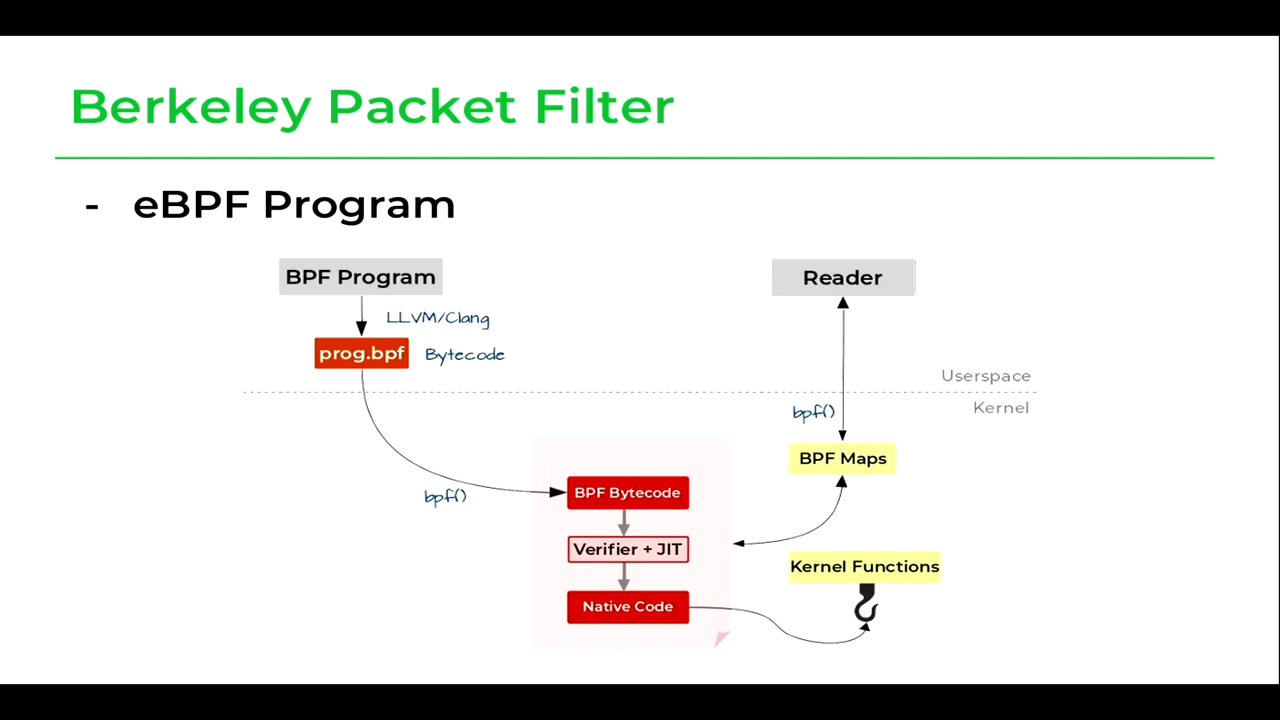 Berkeley Packet Filter
- eBPF Program
BPF Program
Reader
LLVM/Clang
prog.bpf
Bytecode
Userspace
Kernel
bpf()
BPF Maps
bpf()
BPF Bytecode
Verifier + JIT
Kernel Functions
Native Code